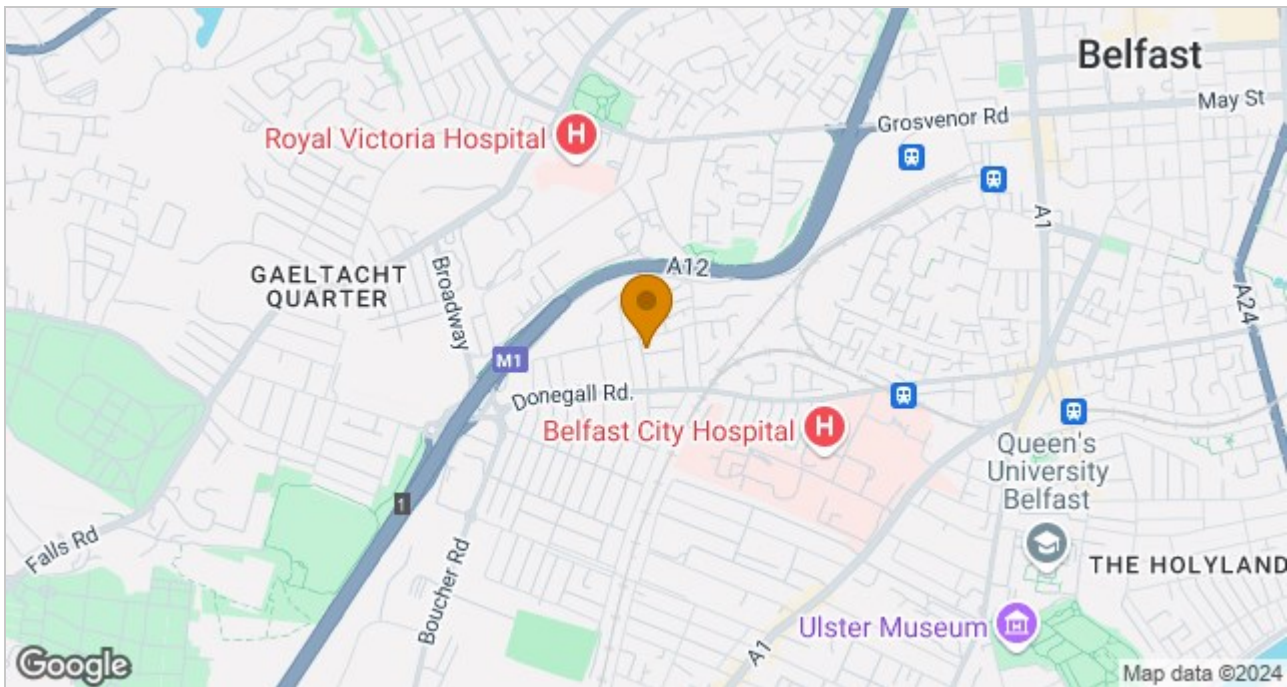 Belfast
May St
Grosvenor Rd
Royal Victoria Hospital
H
A1
A12
GAELTACHT
QUARTER
Broadway
A24
M1
Donegall Rd.
Belfast City Hospital
H
Queen's
University
Belfast
1
Falls Rd
Boucher Rd
THE HOLYLAND
Ulster Museum
A1
Google
Map data ©2024